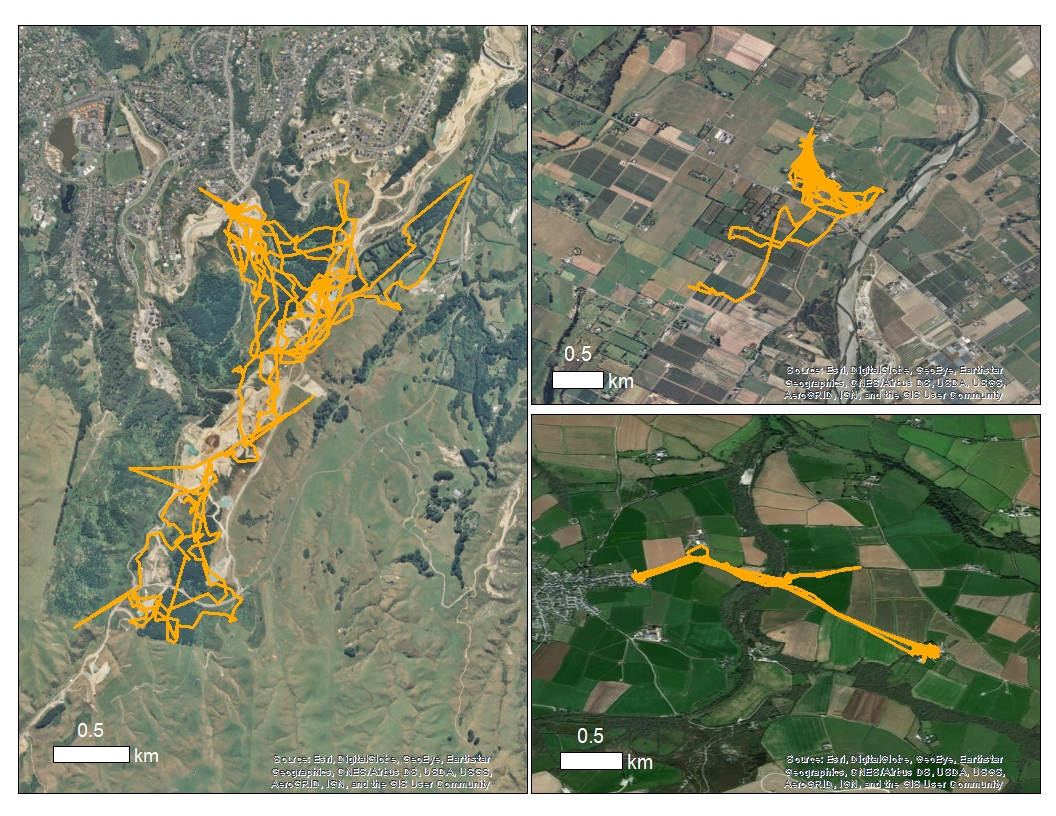 0.5
km
Source: Esri, DigitalGlobe, GeoEye, Earthstar
Geographics, CNES/Airbus DS, USDA, USGS,
AeroGRID, IGN, and the GIS User Community
0.5
km
Source: Esri, DigitalGlobe, GeoEye, Earthstar
Geographics, CNES/Airbus DS, USDA, USGS,
AeroGRID, IGN, and the GIS User Community
0.5
km
Source: Esri, DigitalGlobe, GeoEye, Earthstar
Geographics, CNES/Airbus DS, USDA, USGS,
AeroGRID, IGN, and the GIS User Community